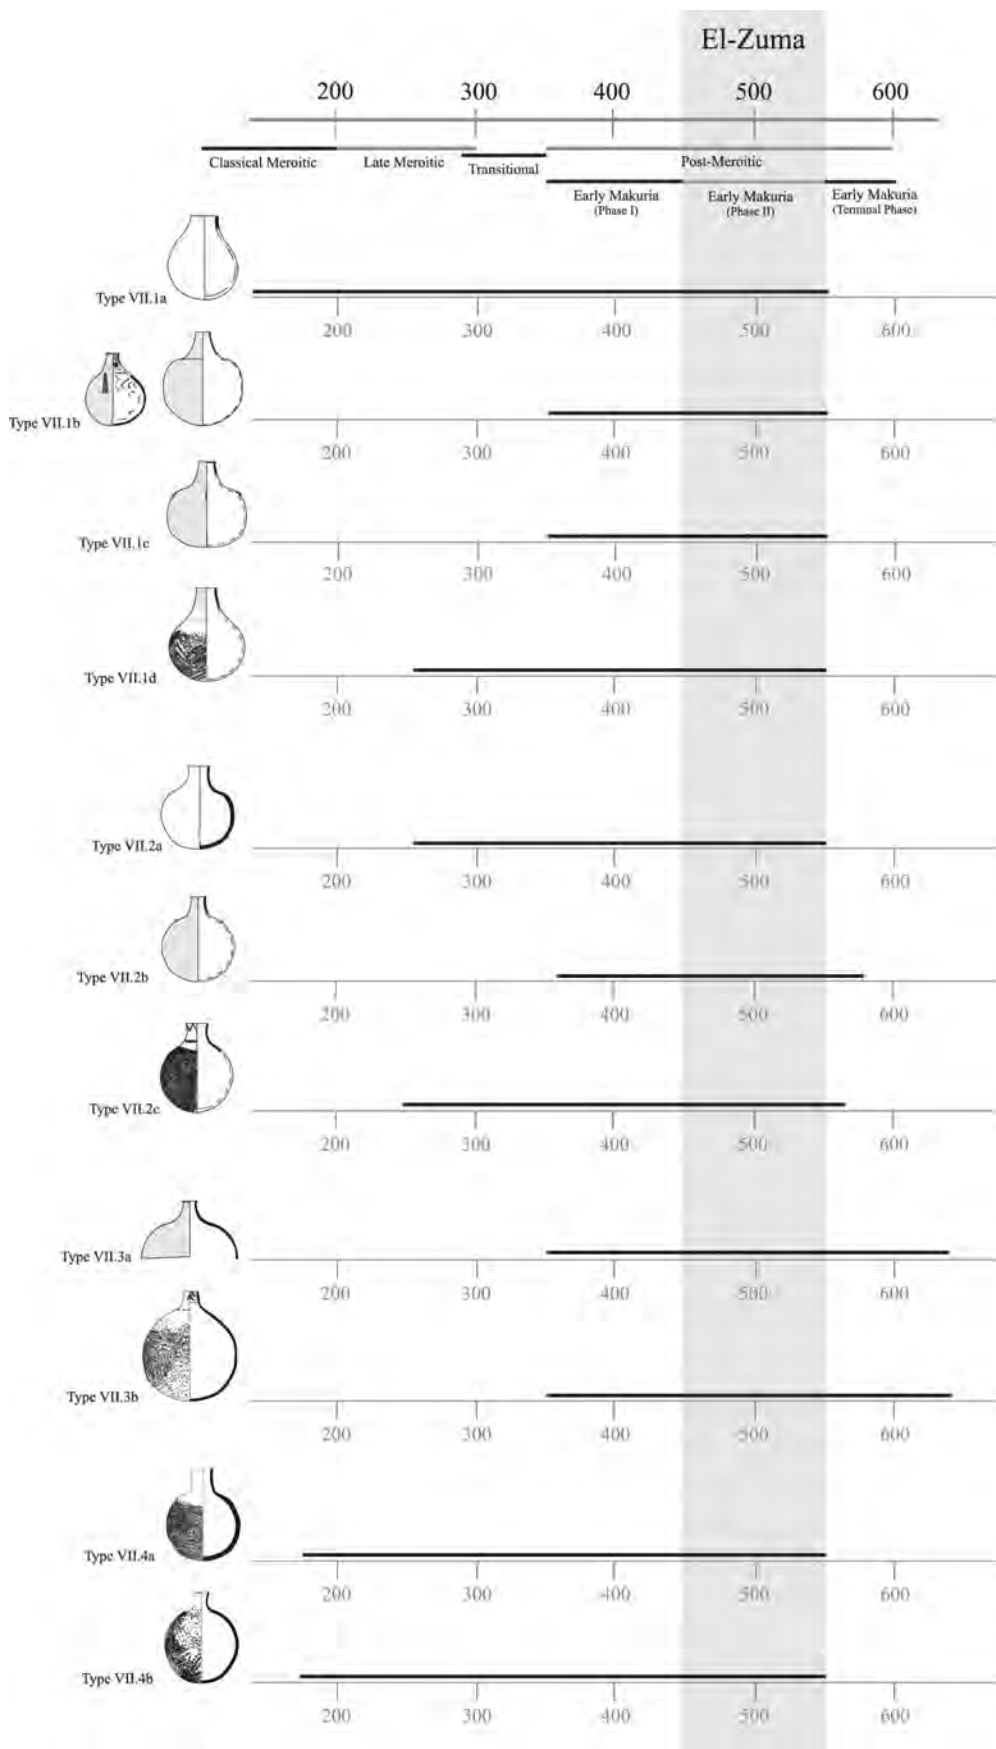 El-Zuma
200 300 400 500 600
Classical Meroitic Late Meroitic Transitional Post-Meroitic
Early Makuria Early Makuria Early Makuria
(Phase I) (Phase II) (Terminal Phase)
Type VII.1a
200 300 400 500 600
Type VII.1b
200 300 400 500 600
Type VII.1c
200 300 400 500 600
Type VII.1d
200 300 400 500 600
Type VII.2a
200 300 400 500 600
Type VII.2b
200 300 400 500 600
Type VII.2c
200 300 400 500 600
Type VII.3a
200 300 400 500 600
Type VII.3b
200 300 400 500 600
Type VII.4a
200 300 400 500 600
Type VII.4b
200 300 400 500 600